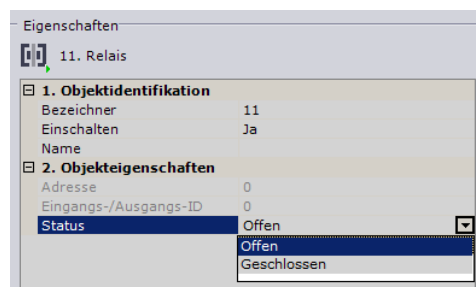 Eigenschaften
11. Relais
1. Objektidentifikation
Bezeichner 11
Einschalten Ja
Name
2. Objekteigenschaften
Adresse 0
Eingangs-/Ausgangs-ID 0
Status Offen
Offen
Geschlossen